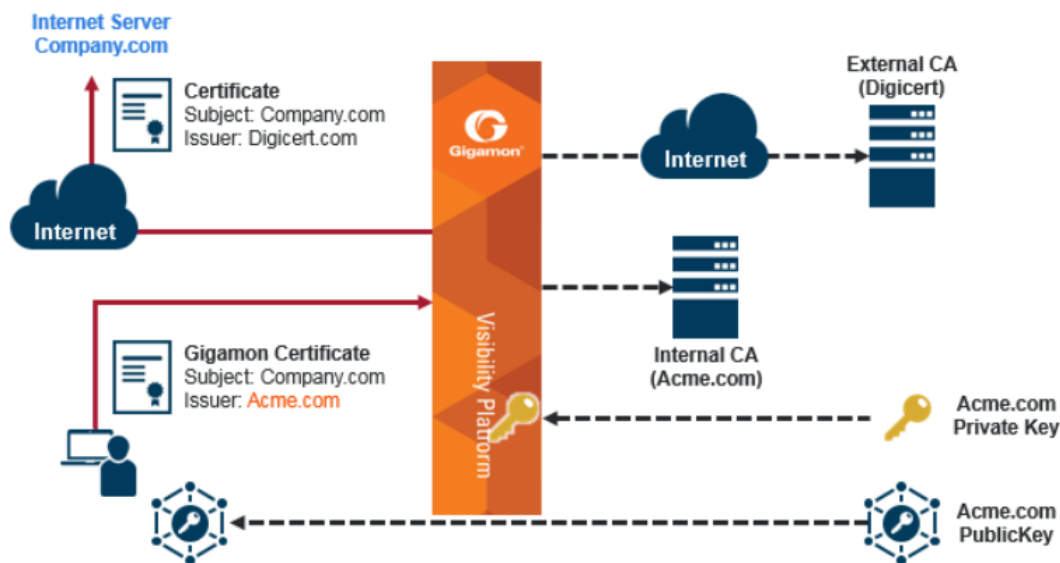 Internet Server
Company.com
Certificate
Subject: Company.com
Issuer: Digicert.com
Internet
Gigamon®
Internet
External CA
(Digicert)
Internal CA
(Acme.com)
Gigamon Certificate
Subject: Company.com
Issuer: Acme.com
Visibility Platfrom
Acme.com
Private Key
Acme.com
PublicKey